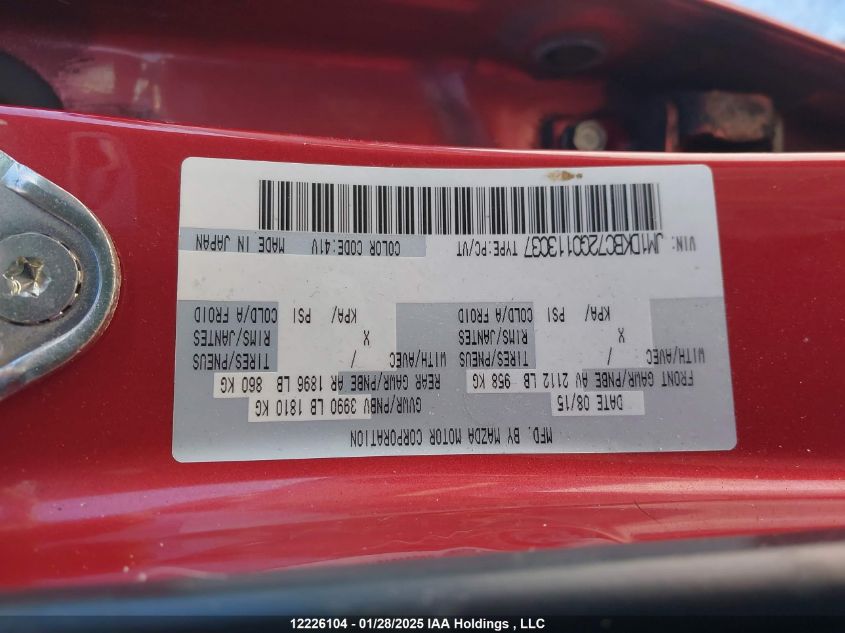 MFD. BY MAZDA MOTOR CORPORATION
DATE 08/15 GVWR/PNBV 3990 LB 1810 KG
FRONT GAWR/PNBE AV 2112 LB 958 KG REAR GAWR/PNBE AR 1896 LB 860 KG
WITH/AVEC / TIRES/PNEUS WITH/AVEC / TIRES/PNEUS
X RIMS/JANTES X RIMS/JANTES
KPA/ PSI COLD/A FROID KPA/ PSI COLD/A FROID
VIN: JM1DKBC72G0113037 TYPE:PC/VT COLOR CODE:41V MADE IN JAPAN
12226104 - 01/28/2025 IAA Holdings , LLC